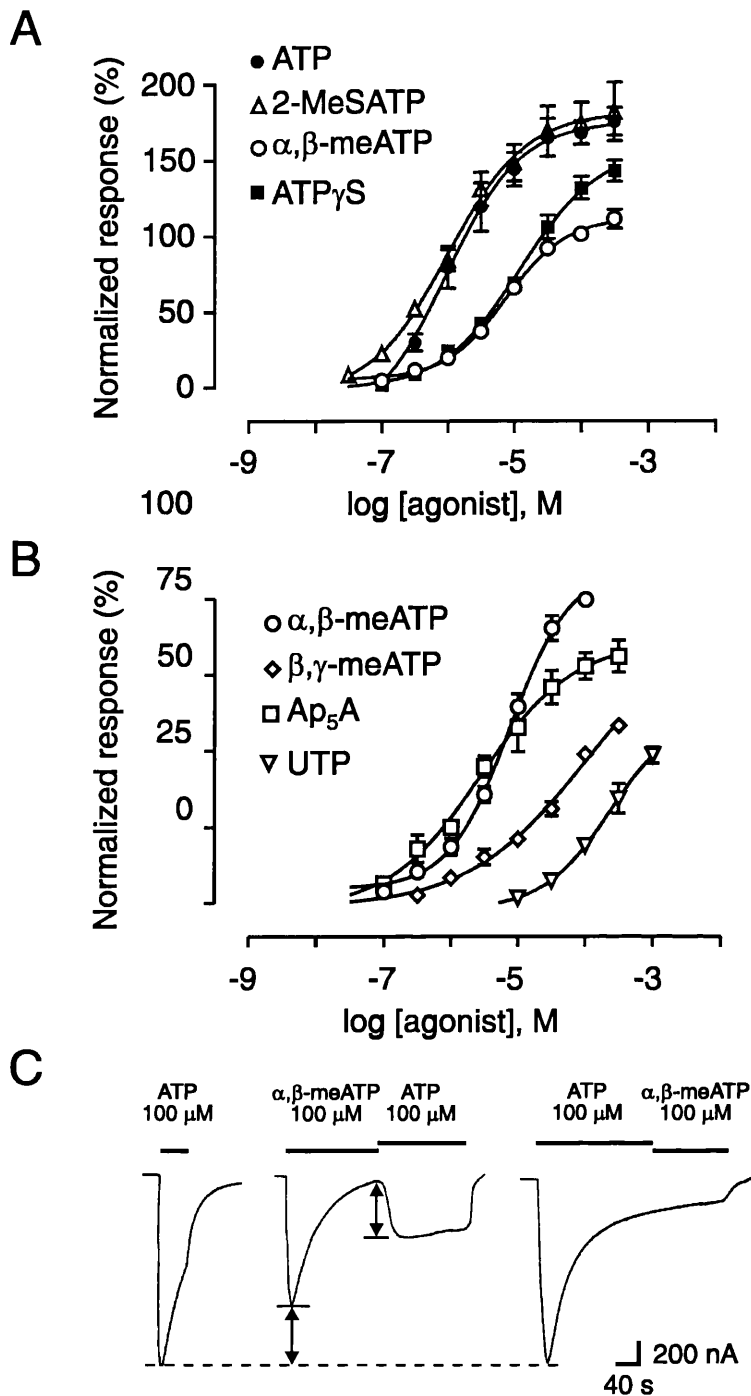 A
Normalized response (%)
200
150
100
50
0
ATP
2-MeSATP
α,β-meATP
ATPγS
-9
-7
-5
-3
log [agonist], M
B
Normalized response (%)
100
75
50
25
0
α,β-meATP
β,γ-meATP
Ap₅A
UTP
-9
-7
-5
-3
log [agonist], M
C
ATP
100 μM
α,β-meATP
100 μM
ATP
100 μM
ATP
100 μM
α,β-meATP
100 μM
200 nA
40 s